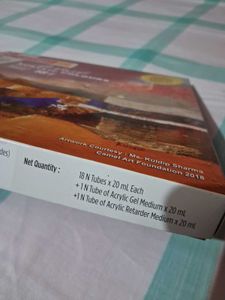 Artwork Courtesy : Ms. Kuldip Sharma
Camel Art Foundation 2018
Net Quantity :
18 N Tubes x 20 mL Each
+ 1 N Tube of Acrylic Gel Medium x 20 mL
+1 N Tube of Acrylic Retarder Medium x 20 mL